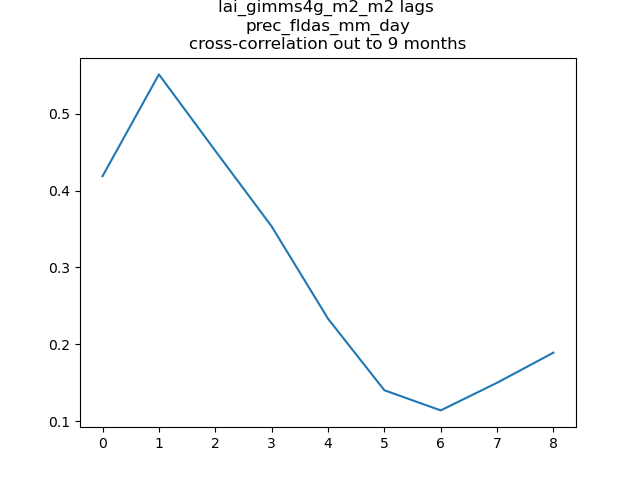 lai_gimms4g_m2_m2 lags
prec_fldas_mm_day
cross-correlation out to 9 months
0.5
0.4
0.3
0.2
0.1
0 1 2 3 4 5 6 7 8